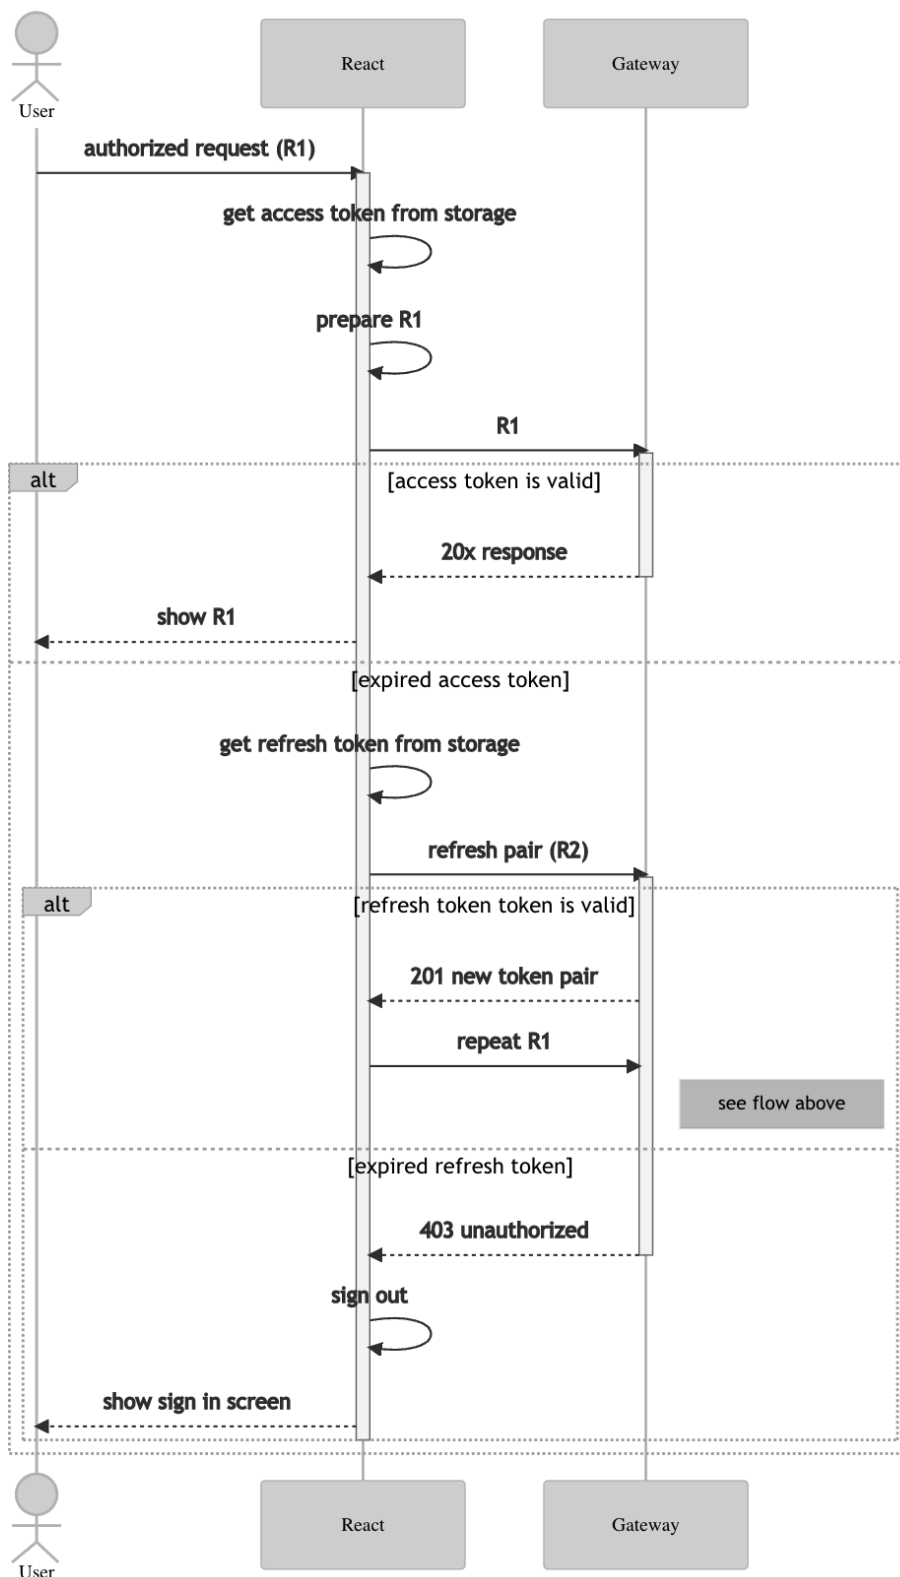 User
React
Gateway
authorized request (R1)
get access token from storage
prepare R1
R1
alt
[access token is valid]
20x response
show R1
[expired access token]
get refresh token from storage
refresh pair (R2)
alt
[refresh token token is valid]
201 new token pair
repeat R1
see flow above
[expired refresh token]
403 unauthorized
sign out
show sign in screen
User
React
Gateway